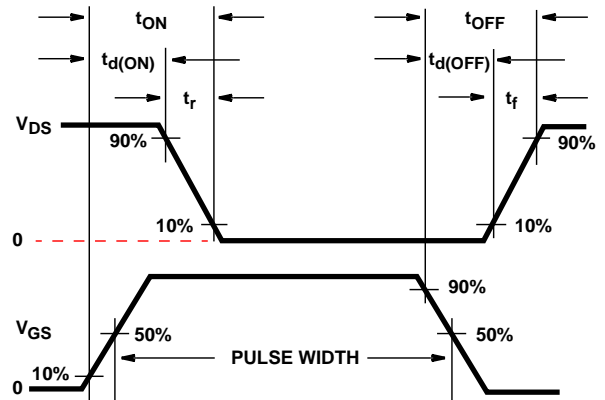 tON tOFF
td(ON) td(OFF)
tr tf
VDS
90% 90%
10% 10%
0
90%
VGS 50% 50%
PULSE WIDTH
10%
0